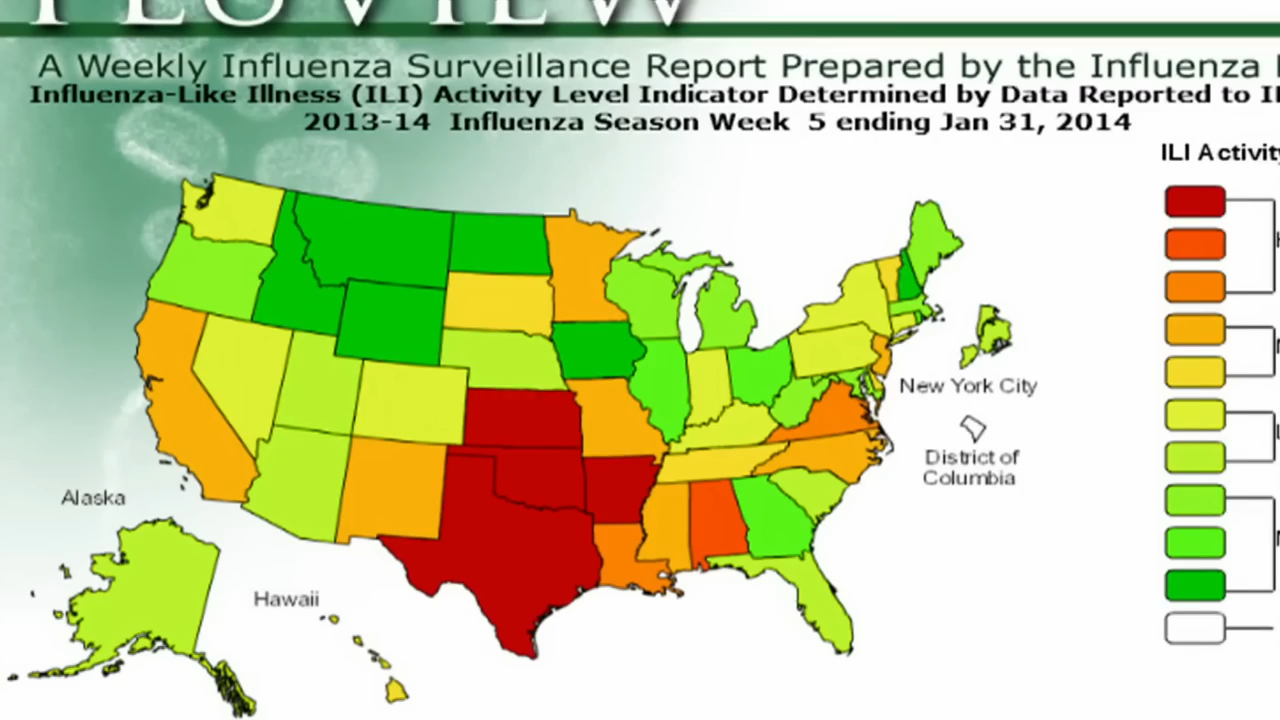 FLUVIEW
A Weekly Influenza Surveillance Report Prepared by the Influenza
Influenza-Like Illness (ILI) Activity Level Indicator Determined by Data Reported to
2013-14 Influenza Season Week 5 ending Jan 31, 2014
ILI Activity
New York City
District of
Columbia
Alaska
Hawaii